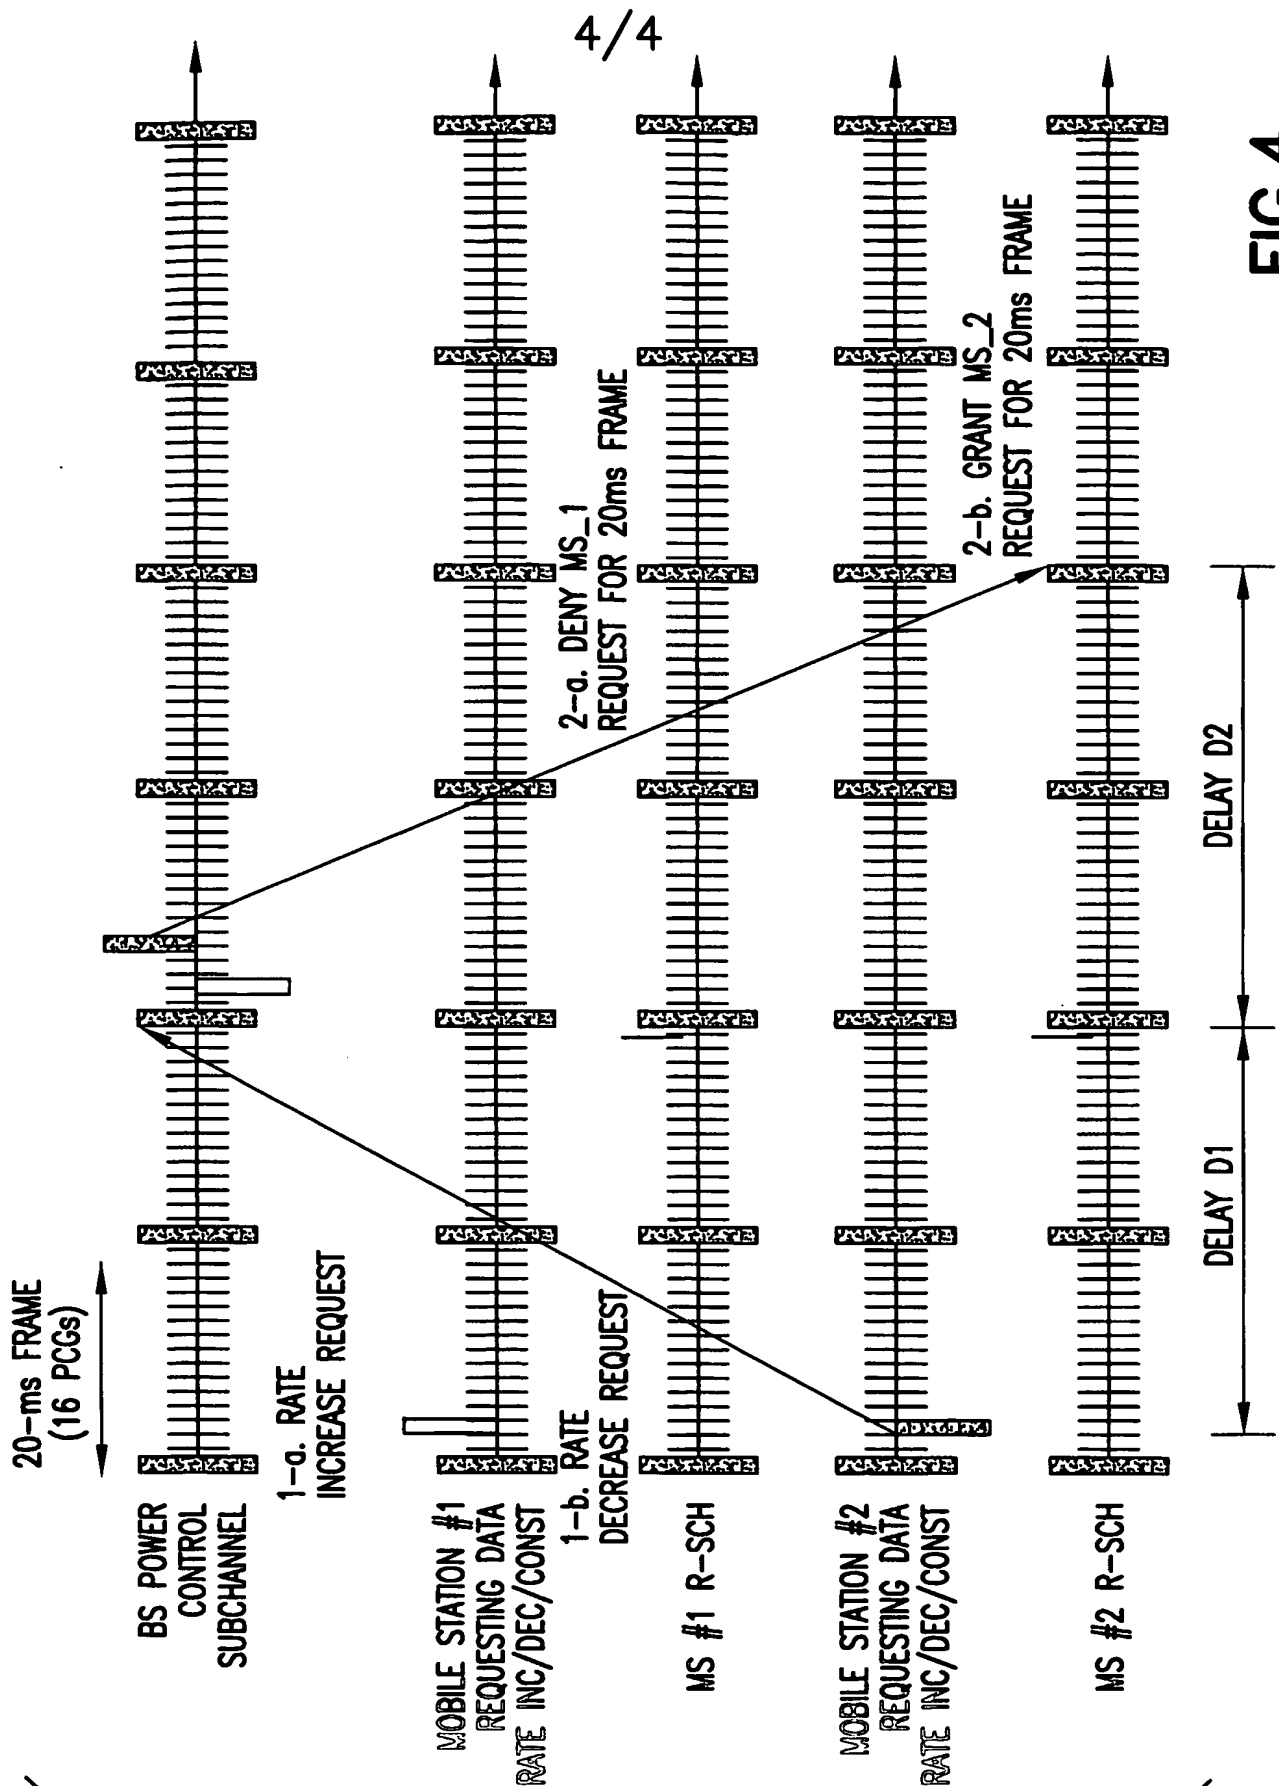 4/4
20-ms FRAME
(16 PCGs)
BS POWER
CONTROL
SUBCHANNEL
1-a. RATE
INCREASE REQUEST
MOBILE STATION #1
REQUESTING DATA
RATE INC/DEC/CONST
2-a. DENY MS_1
REQUEST FOR 20ms FRAME
1-b. RATE
DECREASE REQUEST
MS #1 R-SCH
MOBILE STATION #2
REQUESTING DATA
RATE INC/DEC/CONST
2-b. GRANT MS_2
REQUEST FOR 20ms FRAME
MS #2 R-SCH
DELAY D1
DELAY D2
FIG.4